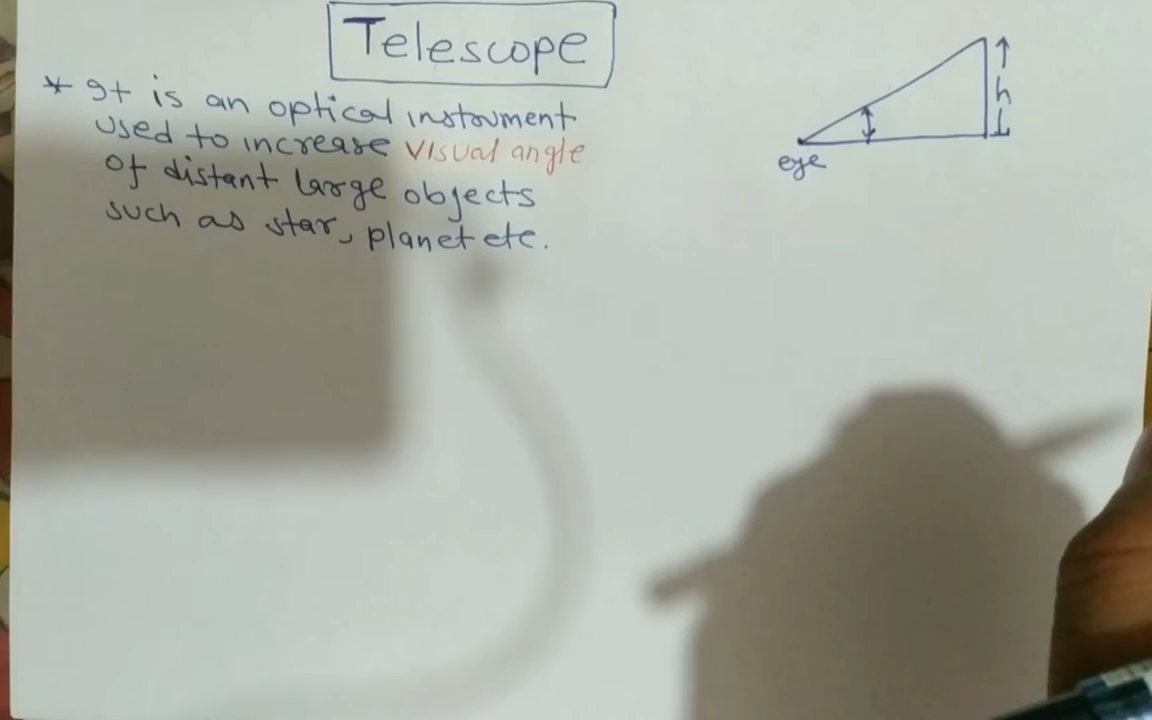 Telescope
* It is an optical instrument
used to increase visual angle
of distant large objects
such as star, planet etc.
h
eye